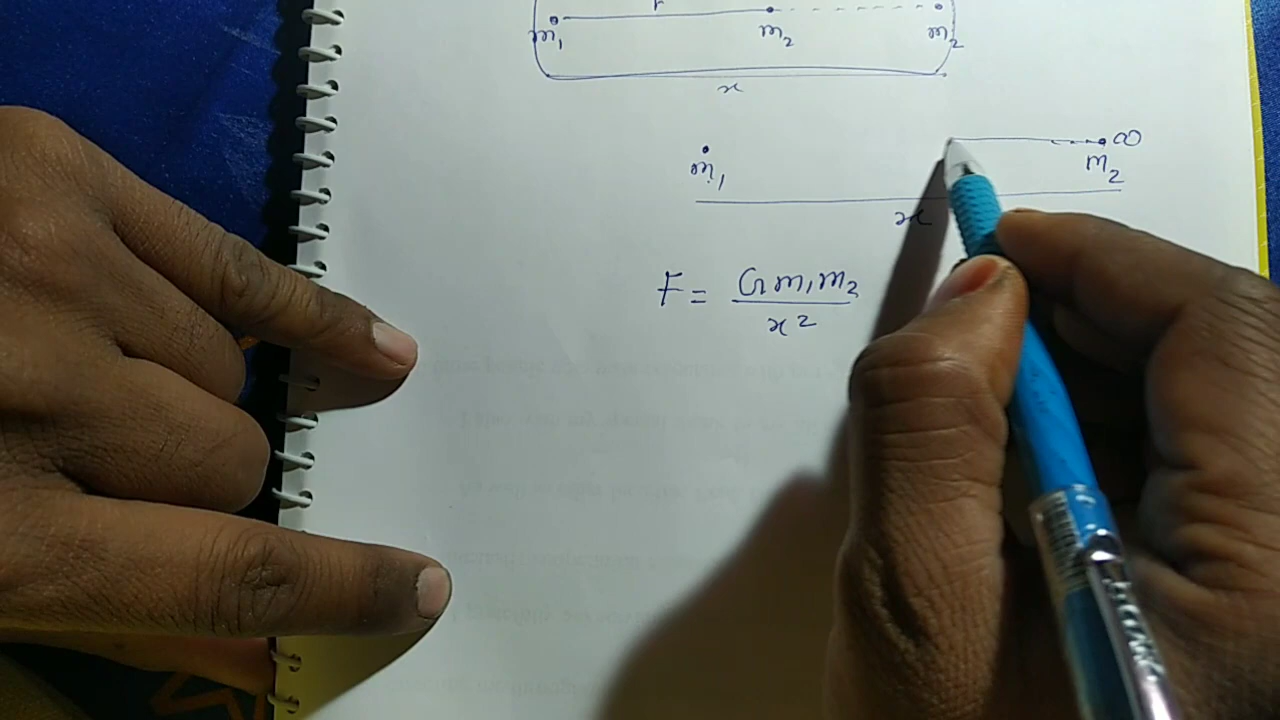 r
m₁ m₂ m₂
x
∞
m₁ m₂
x
F = Gm₁m₂
x²